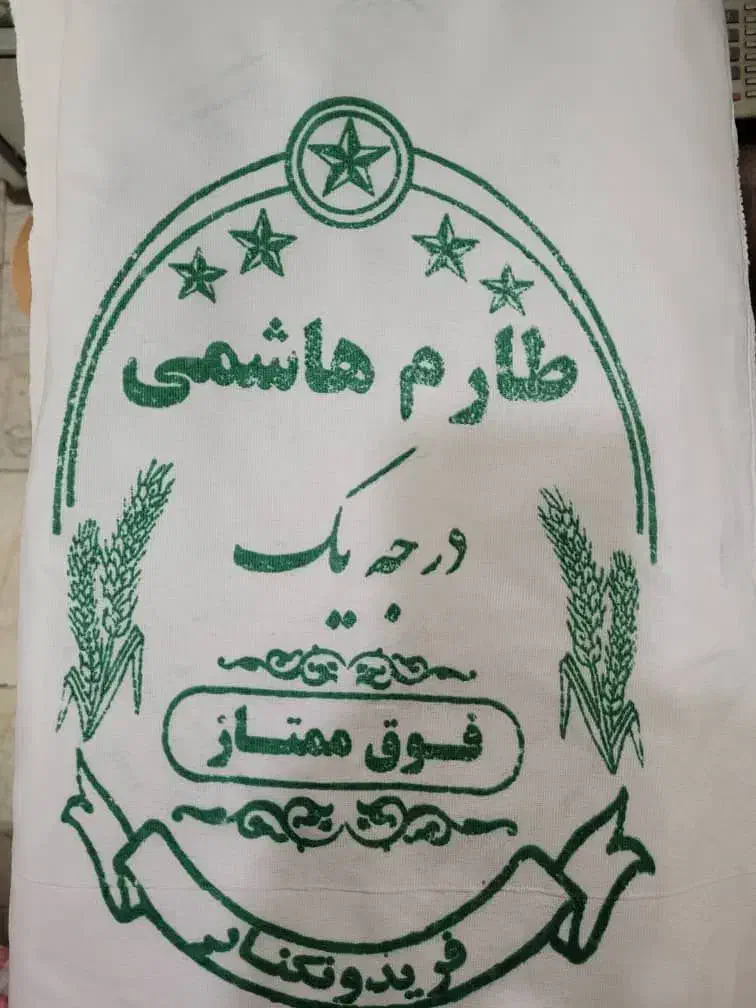 طارم هاشمی
درجه یک
فوق ممتاز
فریدونکنار